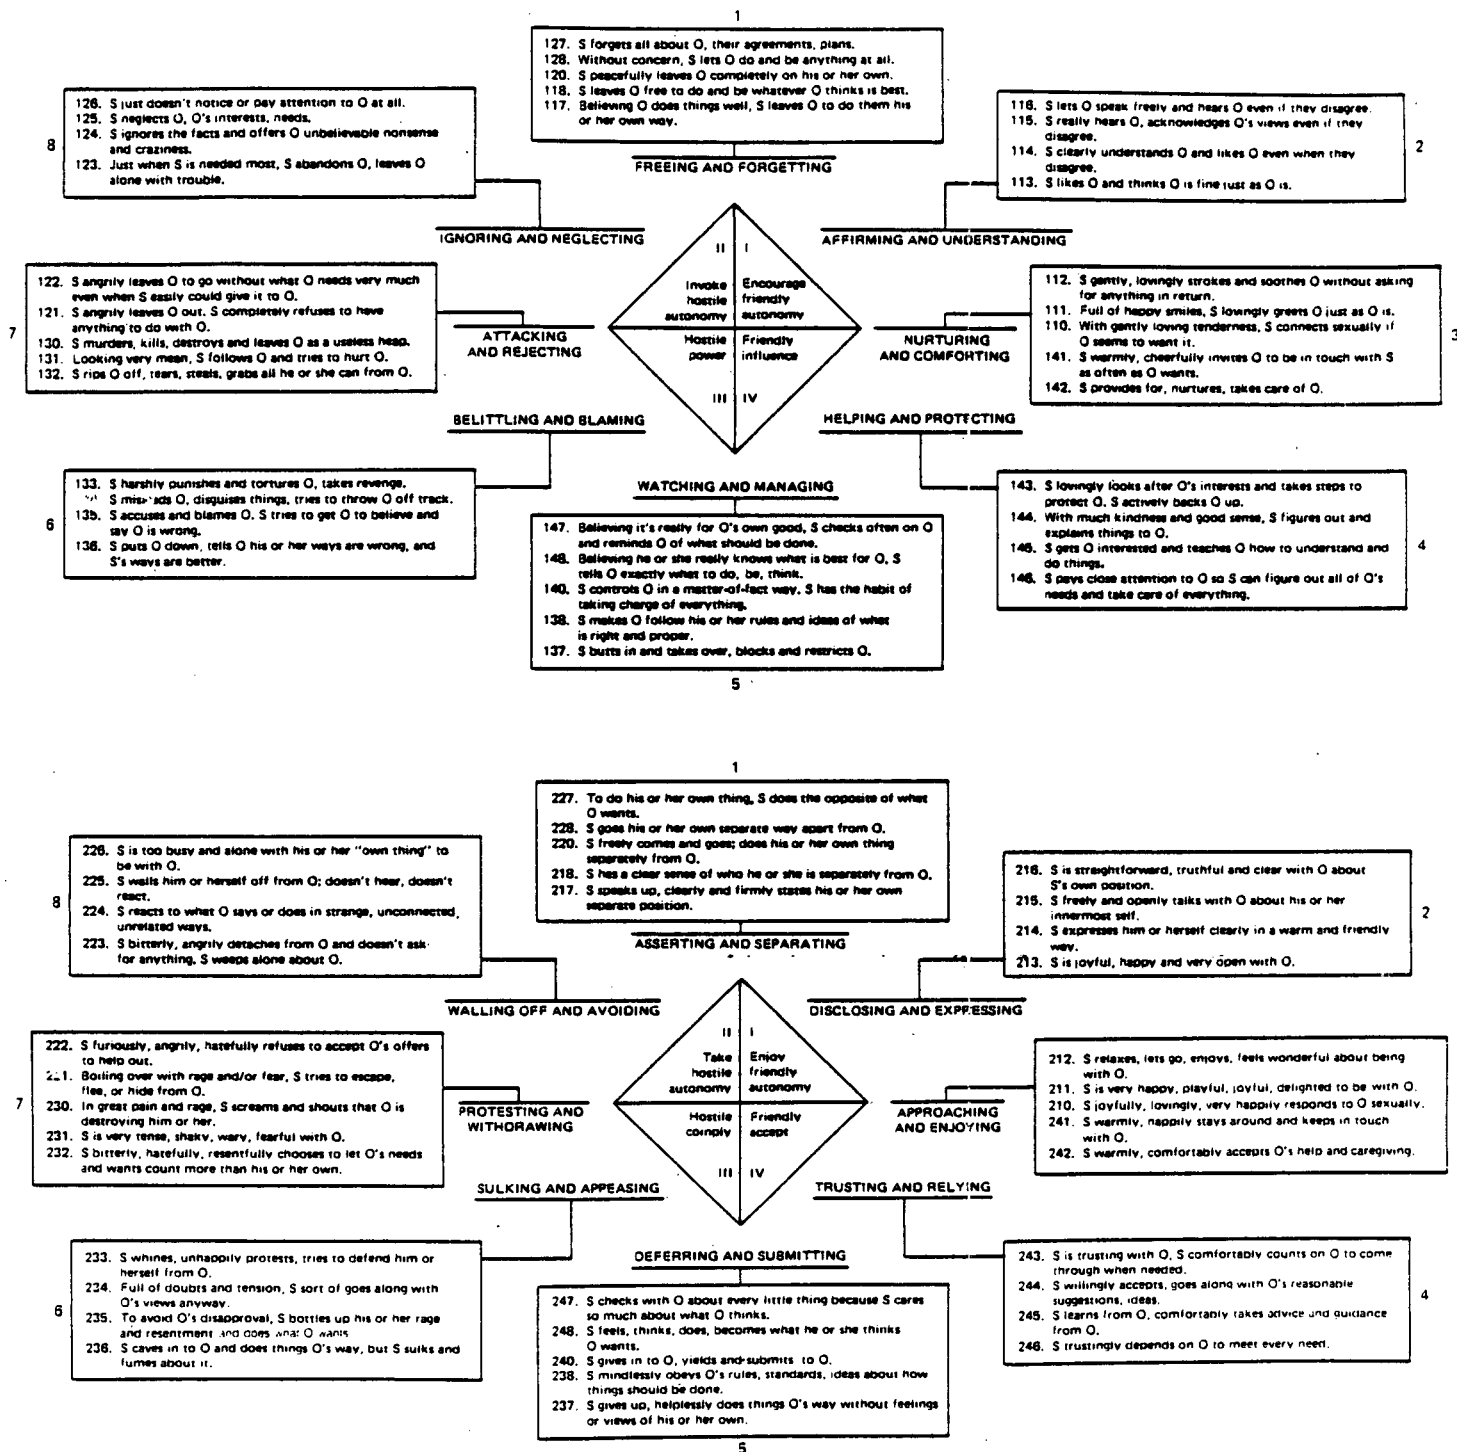 1
127. S forgets all about O, their agreements, plans.
128. Without concern, S lets O do and be anything at all.
120. S peacefully leaves O completely on his or her own.
118. S leaves O free to do and be whatever O thinks is best.
117. Believing O does things well, S leaves O to do them his
or her own way.
FREEING AND FORGETTING
8
126. S just doesn't notice or pay attention to O at all.
125. S neglects O, O's interests, needs.
124. S ignores the facts and offers O unbelievable nonsense
and craziness.
123. Just when S is needed most, S abandons O, leaves O
alone with trouble.
IGNORING AND NEGLECTING
116. S lets O speak freely and hears O even if they disagree.
115. S really hears O, acknowledges O's views even if they
disagree.
114. S clearly understands O and likes O even when they
disagree.
113. S likes O and thinks O is fine just as O is.
2
AFFIRMING AND UNDERSTANDING
7
122. S angrily leaves O to go without what O needs very much
even when S easily could give it to O.
121. S angrily leaves O out. S completely refuses to have
anything to do with O.
130. S murders, kills, destroys and leaves O as a useless heap.
131. Looking very mean, S follows O and tries to hurt O.
132. S rips O off, tears, steals, grabs all he or she can from O.
ATTACKING
AND REJECTING
II I
Invoke
hostile
autonomy
Encourage
friendly
autonomy
Hostile
power
Friendly
influence
III IV
NURTURING
AND COMFORTING
112. S gently, lovingly strokes and soothes O without asking
for anything in return.
111. Full of happy smiles, S lowingly greets O just as O is.
110. With gently loving tenderness, S connects sexually if
O seems to want it.
141. S warmly, cheerfully invites O to be in touch with S
as often as O wants.
142. S provides for, nurtures, takes care of O.
3
BELITTLING AND BLAMING
6
133. S harshly punishes and tortures O, takes revenge.
S O, disguises things, tries to throw O off track.
135. S accuses and blames O. S tries to get O to believe and
say O is wrong.
136. S puts O down, tells O his or her ways are wrong, and
S's ways are better.
HELPING AND PROTECTING
143. S lovingly looks after O's interests and takes steps to
protect O. S actively backs O up.
144. With much kindness and good sense, S figures out and
explains things to O.
145. S gets O interested and teaches O how to understand and
do things.
146. S pays close attention to O so S can figure out all of O's
needs and take care of everything.
4
WATCHING AND MANAGING
147. Believing it's really for O's own good, S checks often on O
and reminds O of what should be done.
148. Believing he or she really knows what is best for O, S
tells O exactly what to do, be, think.
140. S controls O in a matter-of-fact way. S has the habit of
taking charge of everything.
138. S makes O follow his or her rules and ideas of what
is right and proper.
137. S butts in and takes over, blocks and restricts O.
5
1
227. To do his or her own thing, S does the opposite of what
O wants.
228. S goes his or her own separate way apart from O.
220. S freely comes and goes; does his or her own thing
separately from O.
218. S has a clear sense of who he or she is separately from O.
217. S speaks up, clearly and firmly states his or her own
separate position.
ASSERTING AND SEPARATING
8
226. S is too busy and alone with his or her "own thing" to
be with O.
225. S walls him or herself off from O; doesn't hear, doesn't
react.
224. S reacts to what O says or does in strange, unconnected,
unrelated ways.
223. S bitterly, angrily detaches from O and doesn't ask
for anything. S weeps alone about O.
WALLING OFF AND AVOIDING
216. S is straightforward, truthful and clear with O about
S's own position.
215. S freely and openly talks with O about his or her
innermost self.
214. S expresses him or herself clearly in a warm and friendly
way.
213. S is joyful, happy and very open with O.
2
DISCLOSING AND EXPRESSING
7
222. S furiously, angrily, hatefully refuses to accept O's offers
to help out.
221. Boiling over with rage and/or fear, S tries to escape,
flee, or hide from O.
230. In great pain and rage, S screams and shouts that O is
destroying him or her.
231. S is very tense, shaky, wary, fearful with O.
232. S bitterly, hatefully, resentfully chooses to let O's needs
and wants count more than his or her own.
PROTESTING AND
WITHDRAWING
II I
Take
hostile
autonomy
Enjoy
friendly
autonomy
Hostile
comply
Friendly
accept
III IV
APPROACHING
AND ENJOYING
212. S relaxes, lets go, enjoys, feels wonderful about being
with O.
211. S is very happy, playful, joyful, delighted to be with O.
210. S joyfully, lovingly, very happily responds to O sexually.
241. S warmly, happily stays around and keeps in touch
with O.
242. S warmly, comfortably accepts O's help and caregiving.
3
SULKING AND APPEASING
6
233. S whines, unhappily protests, tries to defend him or
herself from O.
234. Full of doubts and tension, S sort of goes along with
O's views anyway.
235. To avoid O's disapproval, S bottles up his or her rage
and resentment and does what O wants
236. S caves in to O and does things O's way, but S sulks and
fumes about it.
TRUSTING AND RELYING
243. S is trusting with O, S comfortably counts on O to come
through when needed.
244. S willingly accepts, goes along with O's reasonable
suggestions, ideas.
245. S learns from O, comfortably takes advice and guidance
from O.
246. S trustingly depends on O to meet every need.
4
DEFERRING AND SUBMITTING
247. S checks with O about every little thing because S cares
so much about what O thinks.
248. S feels, thinks, does, becomes what he or she thinks
O wants.
240. S gives in to O, yields and submits to O.
238. S mindlessly obeys O's rules, standards, ideas about how
things should be done.
237. S gives up, helplessly does things O's way without feelings
or views of his or her own.
5